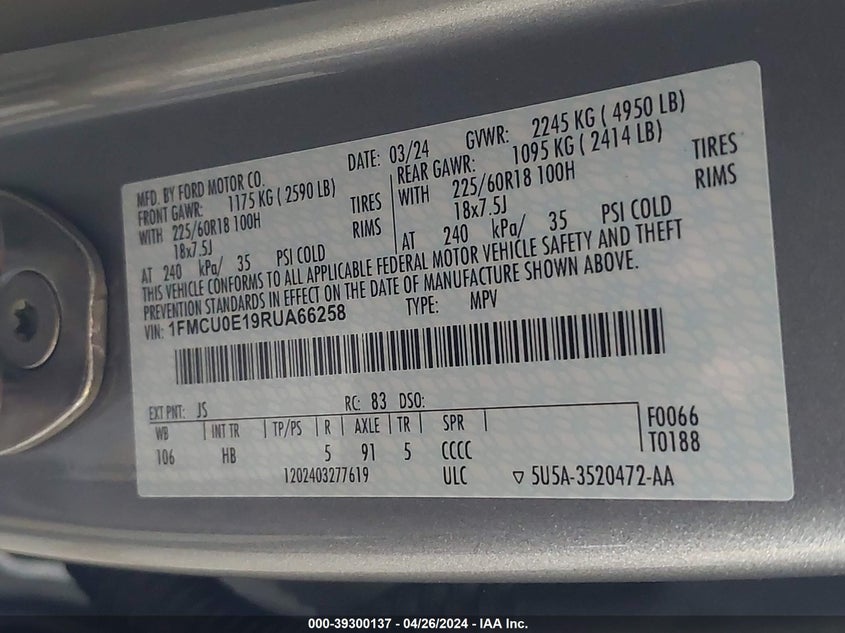 MFD. BY FORD MOTOR CO. DATE: 03/24 GVWR: 2245 KG ( 4950 LB)
FRONT GAWR: 1175 KG ( 2590 LB) REAR GAWR: 1095 KG ( 2414 LB)
WITH 225/60R18 100H TIRES WITH 225/60R18 100H TIRES
18x7.5J RIMS 18x7.5J RIMS
AT 240 kPa/ 35 PSI COLD AT 240 kPa/ 35 PSI COLD
THIS VEHICLE CONFORMS TO ALL APPLICABLE FEDERAL MOTOR VEHICLE SAFETY AND THEFT
PREVENTION STANDARDS IN EFFECT ON THE DATE OF MANUFACTURE SHOWN ABOVE.
VIN: 1FMCU0E19RUA66258 TYPE: MPV
EXT PNT: JS RC: 83 DSO:
WB INT TR TP/PS R AXLE TR SPR F0066
106 HB 5 91 5 CCCC T0188
1202403277619 ULC ▽ 5U5A-3520472-AA
000-39300137 - 04/26/2024 - IAA Inc.